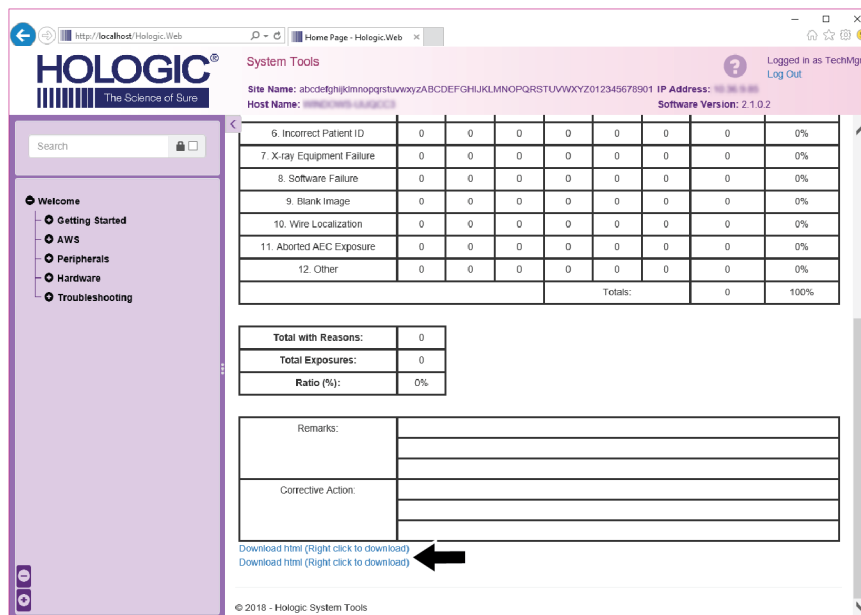 http://localhost/Hologic.Web
Home Page - Hologic.Web
HOLOGIC®
The Science of Sure
System Tools
Logged in as TechMgr
Log Out
Site Name: abcdefghijklmnopqrstuvwxyzABCDEFGHIJKLMNOPQRSTUVWXYZ012345678901 IP Address:
Host Name:
Software Version: 2.1.0.2
Search
Welcome
Getting Started
AWS
Peripherals
Hardware
Troubleshooting
6. Incorrect Patient ID 0 0 0 0 0 0 0 0%
7. X-ray Equipment Failure 0 0 0 0 0 0 0 0%
8. Software Failure 0 0 0 0 0 0 0 0%
9. Blank Image 0 0 0 0 0 0 0 0%
10. Wire Localization 0 0 0 0 0 0 0 0%
11. Aborted AEC Exposure 0 0 0 0 0 0 0 0%
12. Other 0 0 0 0 0 0 0 0%
Totals: 0 100%
Total with Reasons: 0
Total Exposures: 0
Ratio (%): 0%
Remarks:
Corrective Action:
Download html (Right click to download)
Download html (Right click to download)
© 2018 - Hologic System Tools